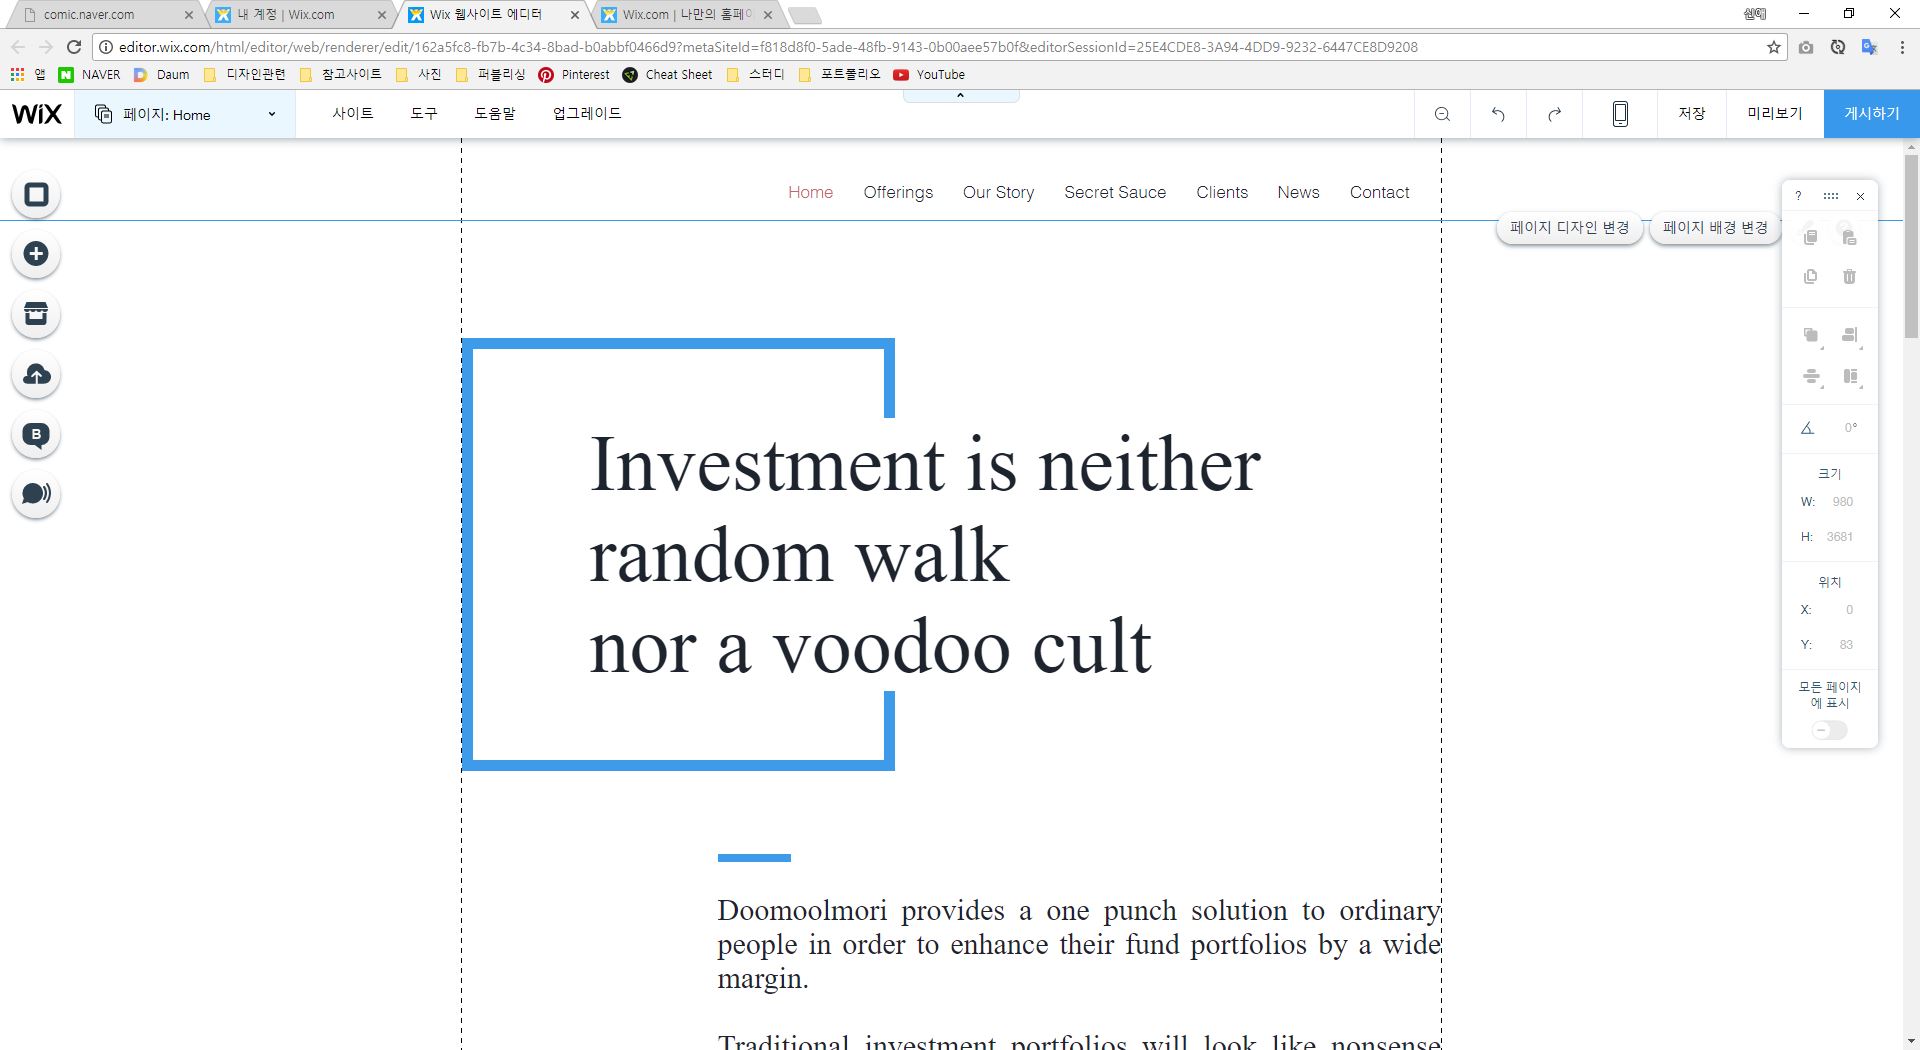 comic.naver.com
내 계정 | Wix.com
Wix 웹사이트 에디터
Wix.com | 나만의 홈페이
신애
editor.wix.com/html/editor/web/renderer/edit/162a5fc8-fb7b-4c34-8bad-b0abbf0466d9?metaSiteId=f818d8f0-5ade-48fb-9143-0b00aee57b0f&editorSessionId=25E4CDE8-3A94-4DD9-9232-6447CE8D9208
앱 NAVER Daum 디자인관련 참고사이트 사진 퍼블리싱 Pinterest Cheat Sheet 스터디 포트폴리오 YouTube
WiX 페이지: Home 사이트 도구 도움말 업그레이드 저장 미리보기 게시하기
Home Offerings Our Story Secret Sauce Clients News Contact
페이지 디자인 변경 페이지 배경 변경
?
Investment is neither
random walk
nor a voodoo cult
0°
크기
W: 980
H: 3681
위치
X: 0
Y: 83
모든 페이지
에 표시
B
Doomoolmori provides a one punch solution to ordinary
people in order to enhance their fund portfolios by a wide
margin.
Traditional investment portfolios will look like nonsense